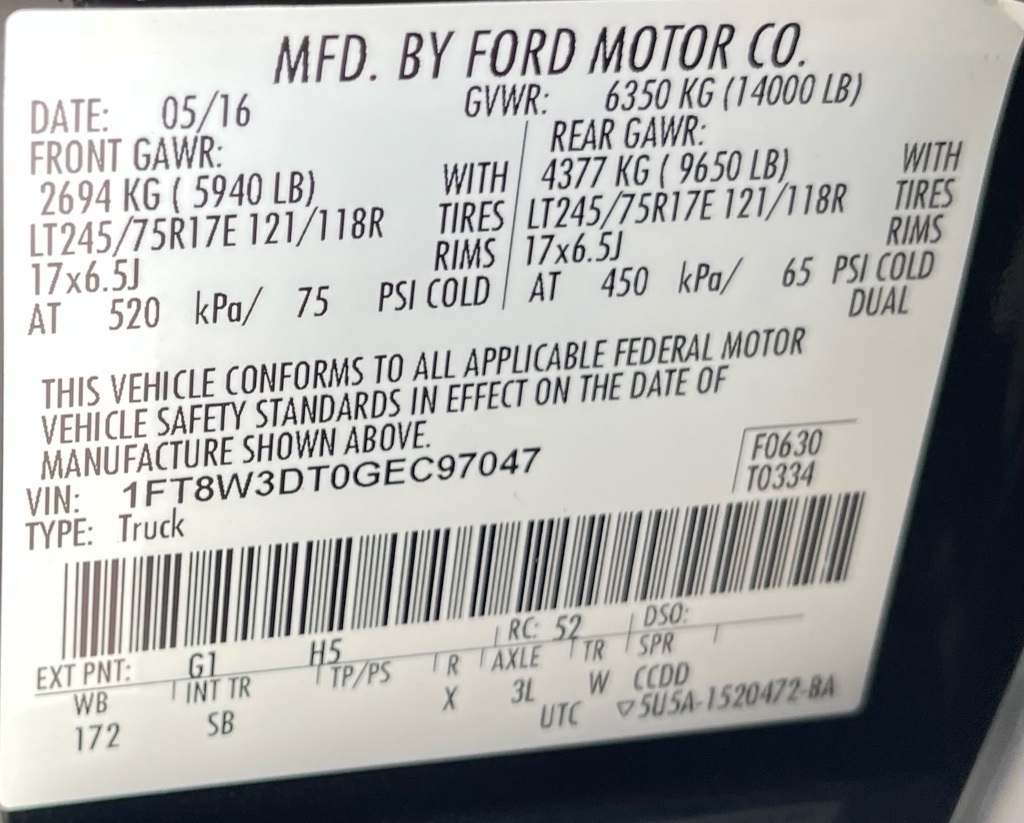 MFD. BY FORD MOTOR CO.
DATE: 05/16 GVWR: 6350 KG (14000 LB)
FRONT GAWR: REAR GAWR:
2694 KG ( 5940 LB) WITH 4377 KG ( 9650 LB) WITH
LT245/75R17E 121/118R TIRES LT245/75R17E 121/118R TIRES
17x6.5J RIMS 17x6.5J RIMS
AT 520 kPa/ 75 PSI COLD AT 450 kPa/ 65 PSI COLD
DUAL
THIS VEHICLE CONFORMS TO ALL APPLICABLE FEDERAL MOTOR
VEHICLE SAFETY STANDARDS IN EFFECT ON THE DATE OF
MANUFACTURE SHOWN ABOVE.
VIN: 1FT8W3DT0GEC97047 F0630
TYPE: Truck T0334
EXT PNT: G1 H5 RC: 52 DSO:
WB INT TR TP/PS R AXLE TR SPR
172 SB X 3L W CCDD
UTC ▽5U5A-1520472-BA